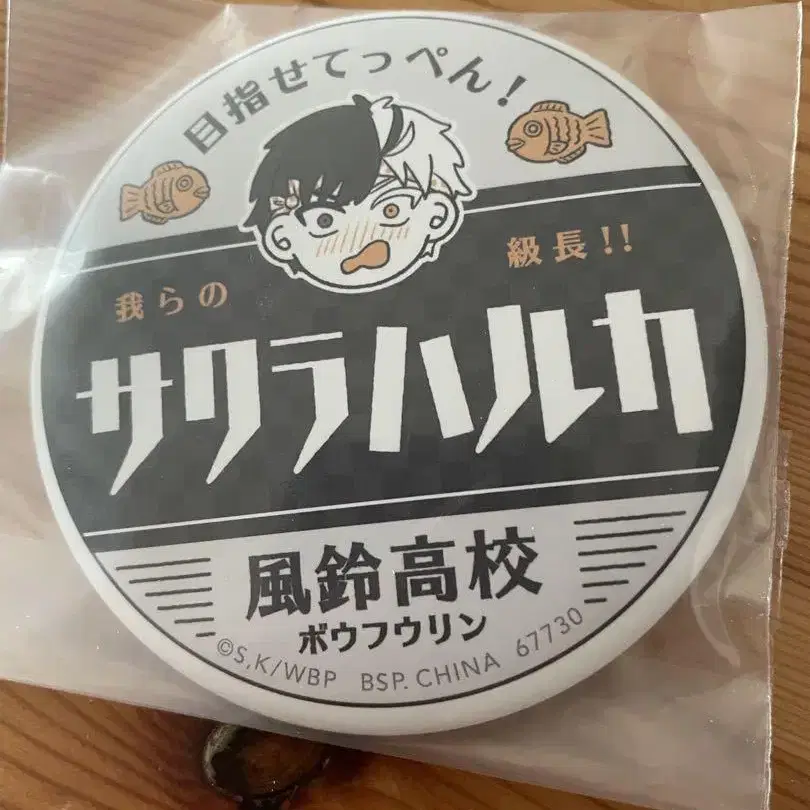 目指せてっぺん!
我らの 級長!!
サクラハルカ
風鈴高校
ボウフウリン
©S,K/WBP BSP. CHINA 67730